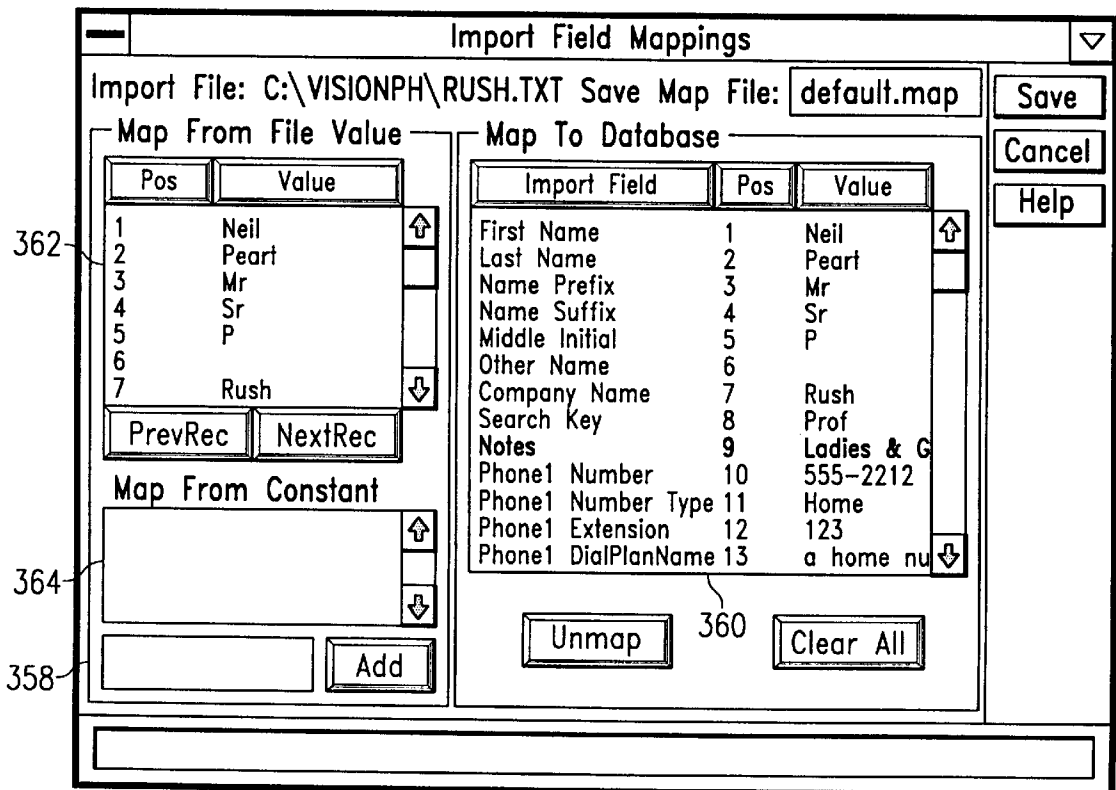 Import Field Mappings
Import File: C:\VISIONPH\RUSH.TXT Save Map File: default.map
Save
Cancel
Help
Map From File Value
Pos Value
1 Neil
2 Peart
3 Mr
4 Sr
5 P
6
7 Rush
PrevRec NextRec
Map From Constant
Add
Map To Database
Import Field Pos Value
First Name 1 Neil
Last Name 2 Peart
Name Prefix 3 Mr
Name Suffix 4 Sr
Middle Initial 5 P
Other Name 6
Company Name 7 Rush
Search Key 8 Prof
Notes 9 Ladies & G
Phone1 Number 10 555-2212
Phone1 Number Type 11 Home
Phone1 Extension 12 123
Phone1 DialPlanName 13 a home nu
Unmap Clear All
362
364
358
360